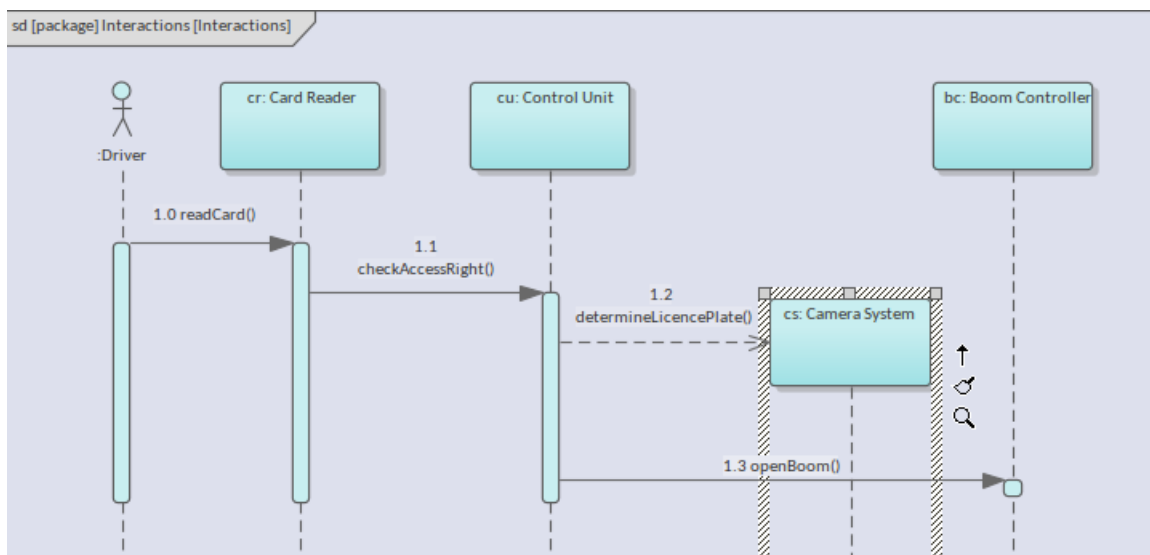 sd [package] Interactions [Interactions]
cr: Card Reader
cu: Control Unit
bc: Boom Controller
:Driver
1.0 readCard()
1.1
checkAccessRight()
1.2
determineLicencePlate()
cs: Camera System
1.3 openBoom()